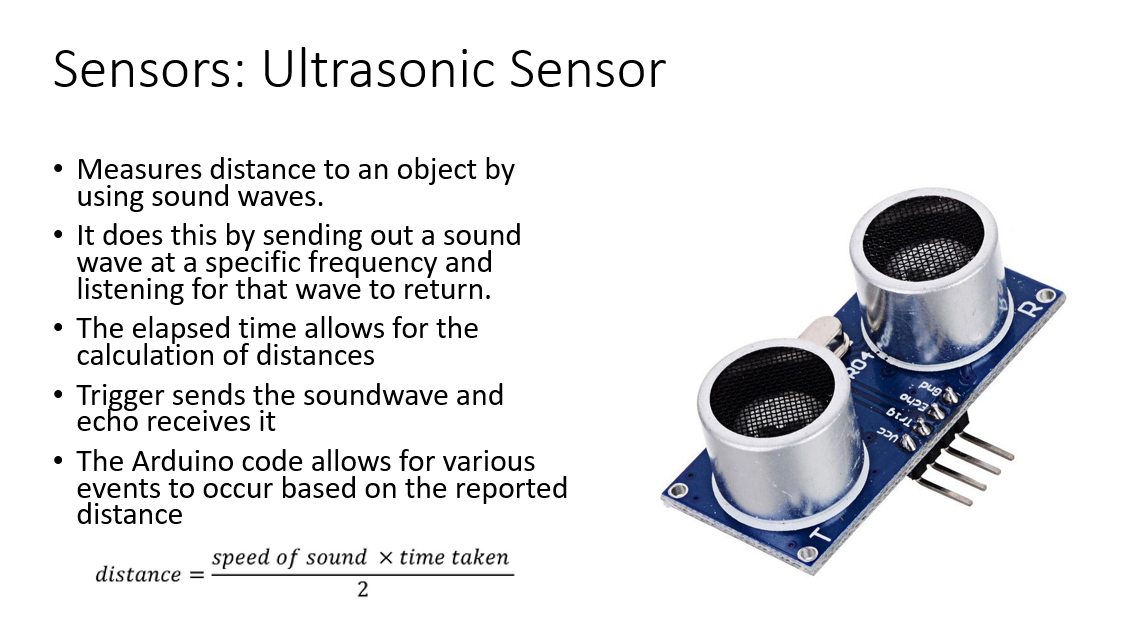 Sensors: Ultrasonic Sensor
• Measures distance to an object by
using sound waves.
• It does this by sending out a sound
wave at a specific frequency and
listening for that wave to return.
• The elapsed time allows for the
calculation of distances
• Trigger sends the soundwave and
echo receives it
• The Arduino code allows for various
events to occur based on the reported
distance
distance = speed of sound × time taken / 2
R
Gnd
Echo
Trig
Vcc
T